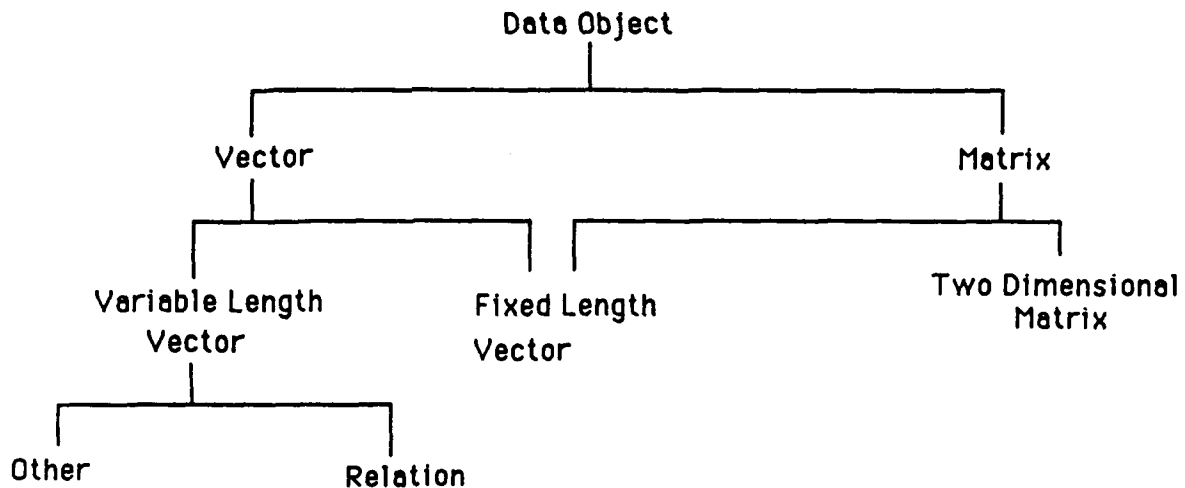 Data Object
Vector
Matrix
Variable Length
Vector
Fixed Length
Vector
Two Dimensional
Matrix
Other
Relation